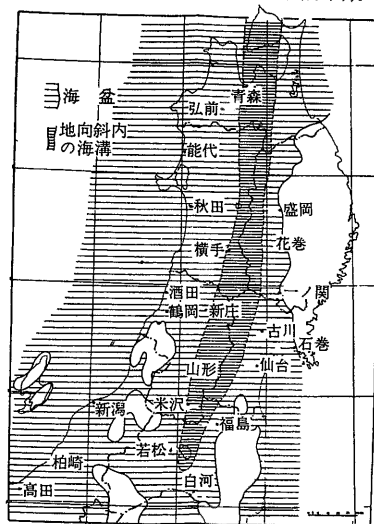 海盆
地向斜内
の海溝
青森
弘前
能代
秋田
盛岡
横手
花巻
酒田
一ノ関
鶴岡
新庄
古川
石巻
山形
仙台
新潟
米沢
福島
若松
柏崎
白河
高田